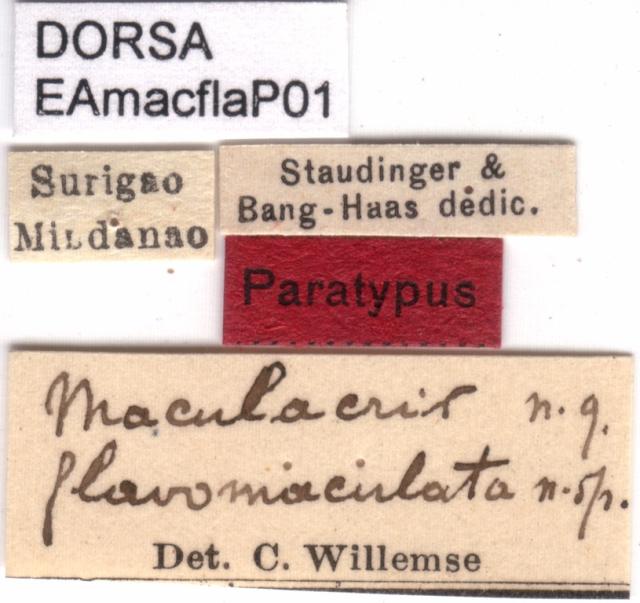 DORSA
EAmacflaP01
Surigao
Mindanao
Staudinger &
Bang-Haas dedic.
Paratypus
Maculacris n.g.
flavomaculata n.sp.
Det. C. Willemse